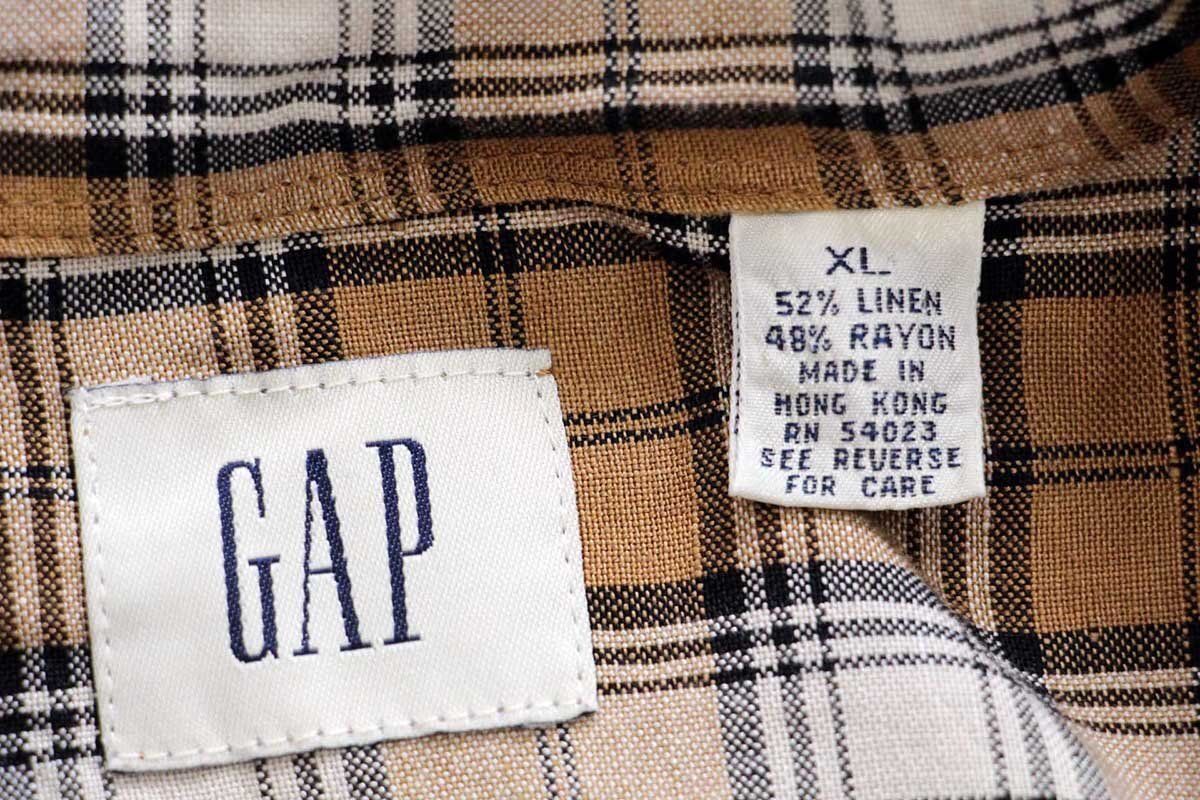 GAP
XL
52% LINEN
48% RAYON
MADE IN
HONG KONG
RN 54023
SEE REVERSE
FOR CARE